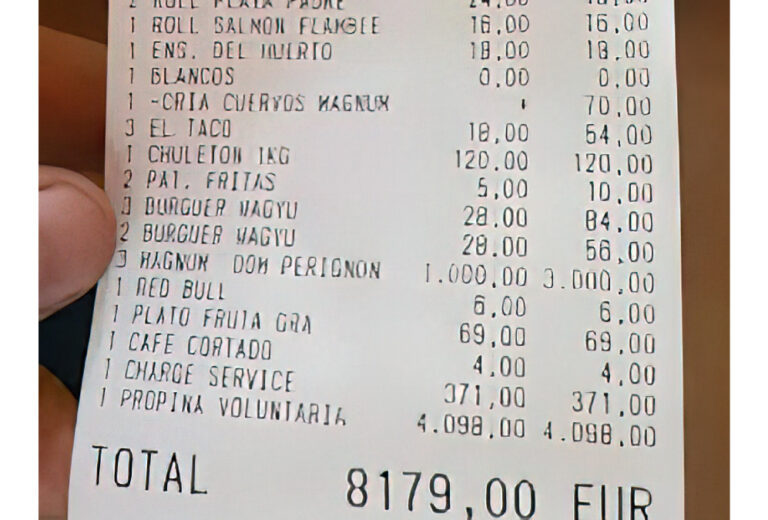 1 ROLL SALMON FLAMBEE 16,00 16,00
1 ENS. DEL HUERTO 18,00 18,00
1 BLANCOS 0,00 0,00
1 -CRIA CUERVOS MAGNUM 70,00
3 EL TACO 18,00 54,00
1 CHULETON 1KG 120,00 120,00
2 PAT. FRITAS 5,00 10,00
3 BURGUER WAGYU 28,00 84,00
2 BURGUER WAGYU 28,00 56,00
3 MAGNUM DOM PERIGNON 1.000,00 3.000,00
1 RED BULL 6,00 6,00
1 PLATO FRUTA GRA 69,00 69,00
1 CAFE CORTADO 4,00 4,00
1 CHARGE SERVICE 371,00 371,00
1 PROPINA VOLUNTARIA 4.098,00 4.098,00
TOTAL 8179,00 EUR